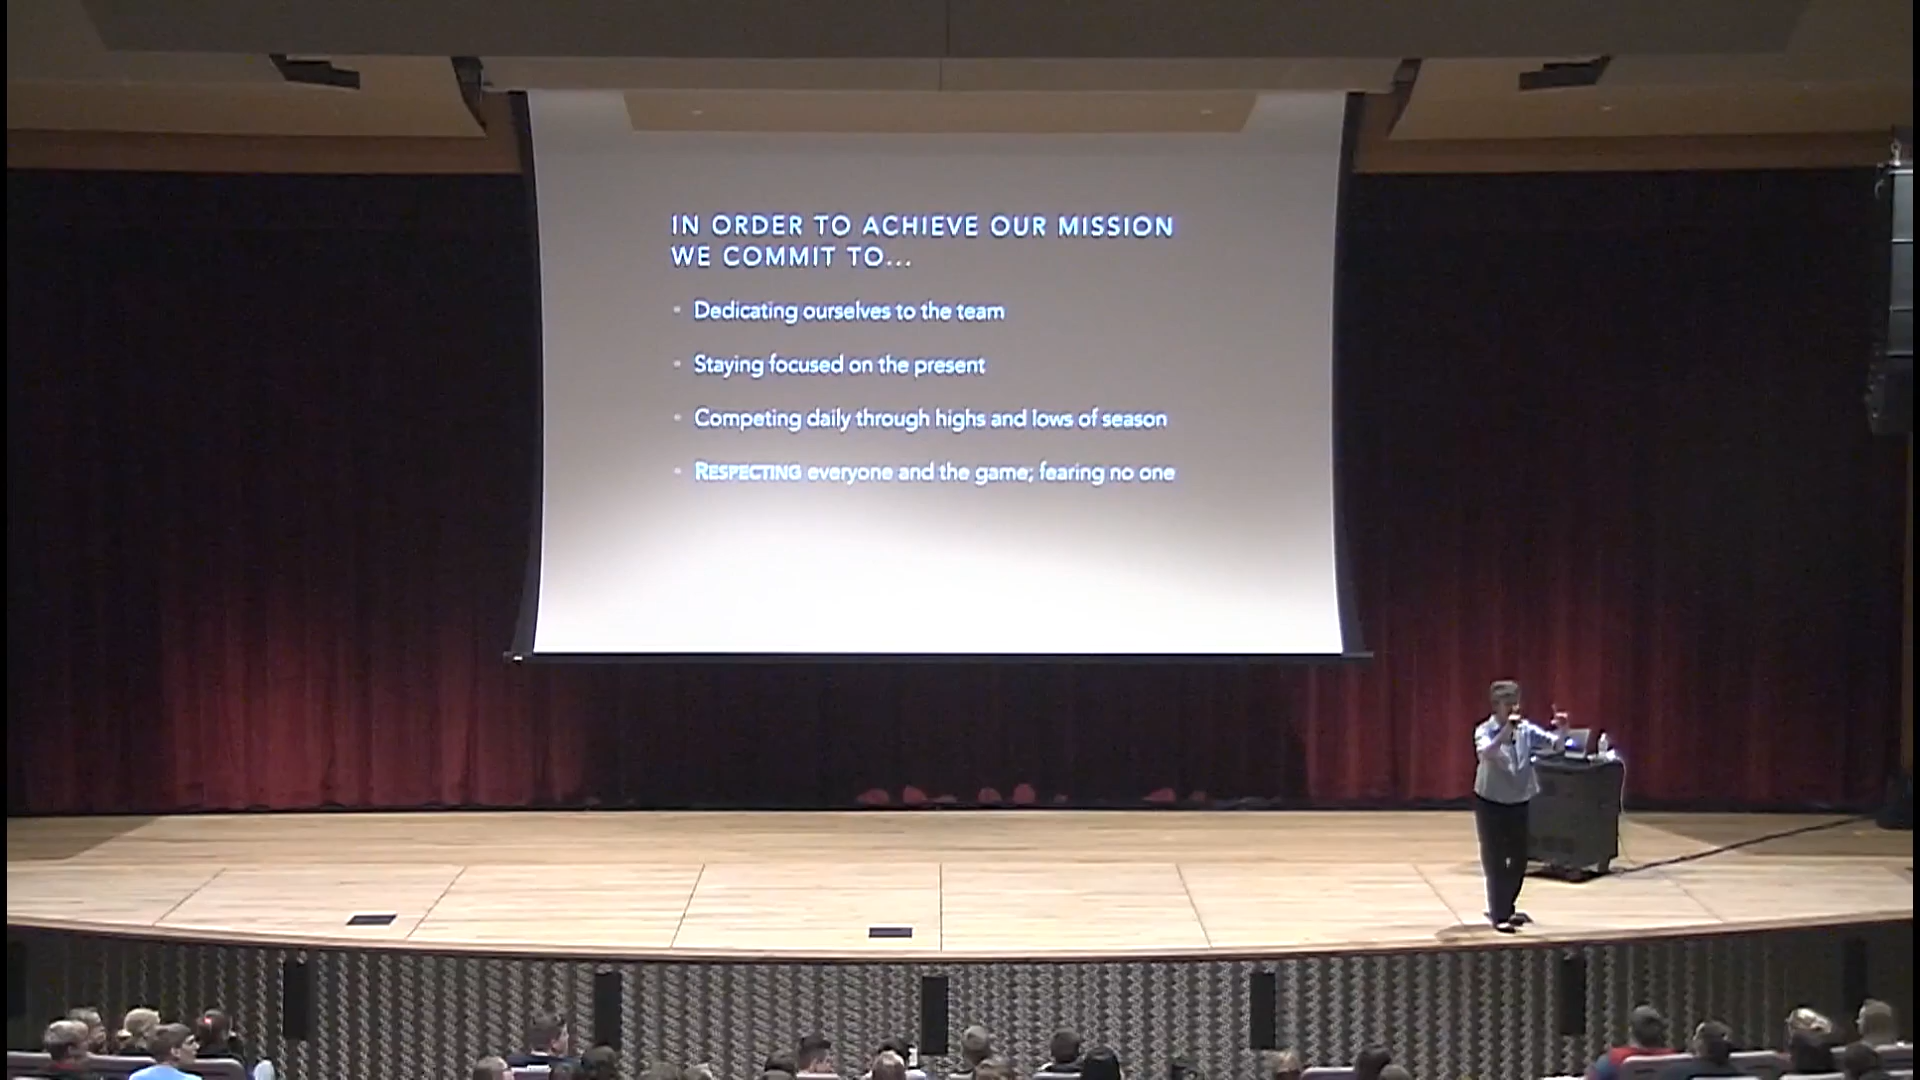 IN ORDER TO ACHIEVE OUR MISSION
WE COMMIT TO...
• Dedicating ourselves to the team
• Staying focused on the present
• Competing daily through highs and lows of season
• RESPECTING everyone and the game; fearing no one